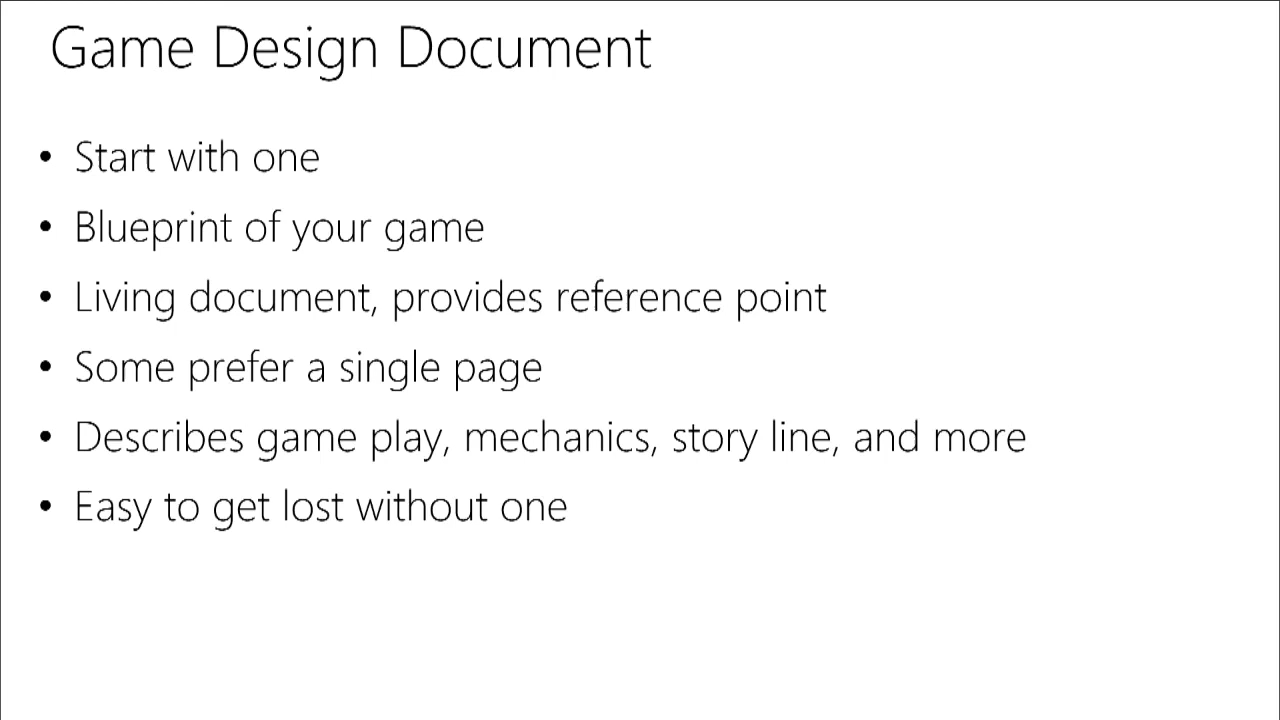 Game Design Document
• Start with one
• Blueprint of your game
• Living document, provides reference point
• Some prefer a single page
• Describes game play, mechanics, story line, and more
• Easy to get lost without one